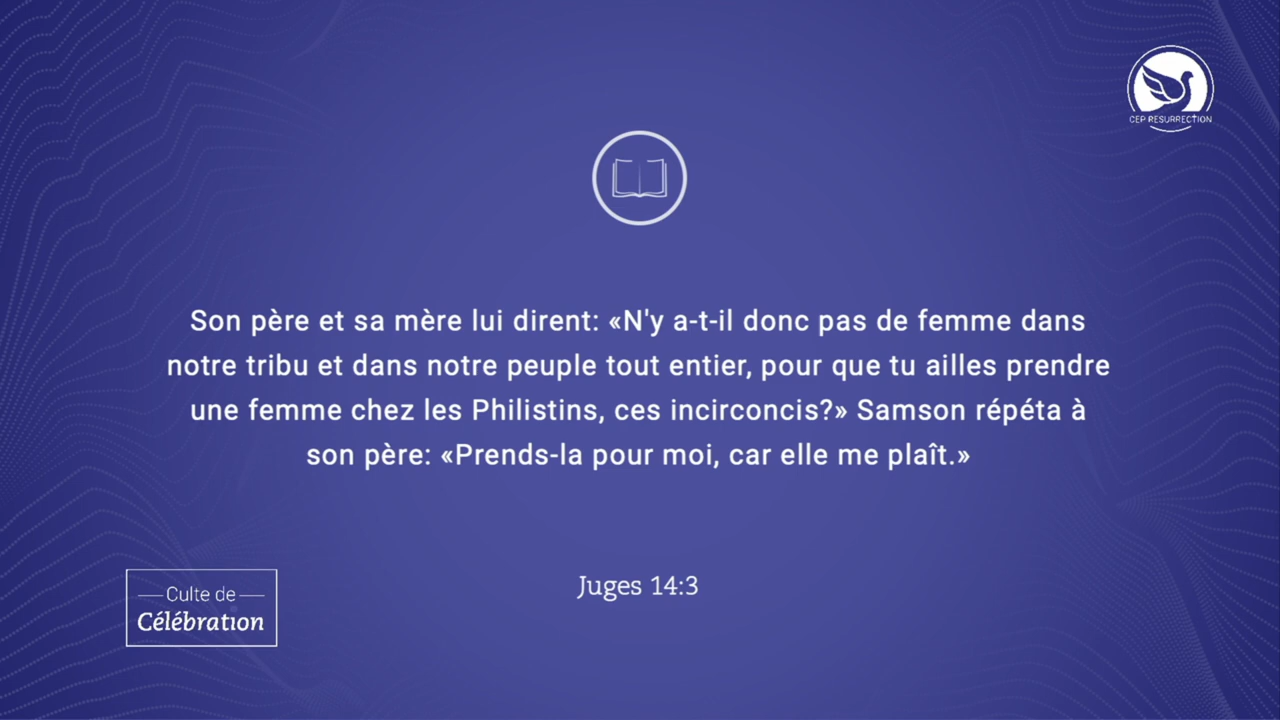 CEP RESURRECTION
Son père et sa mère lui dirent: «N'y a-t-il donc pas de femme dans
notre tribu et dans notre peuple tout entier, pour que tu ailles prendre
une femme chez les Philistins, ces incirconcis?» Samson répéta à
son père: «Prends-la pour moi, car elle me plaît.»
Juges 14:3
Culte de
Célébration